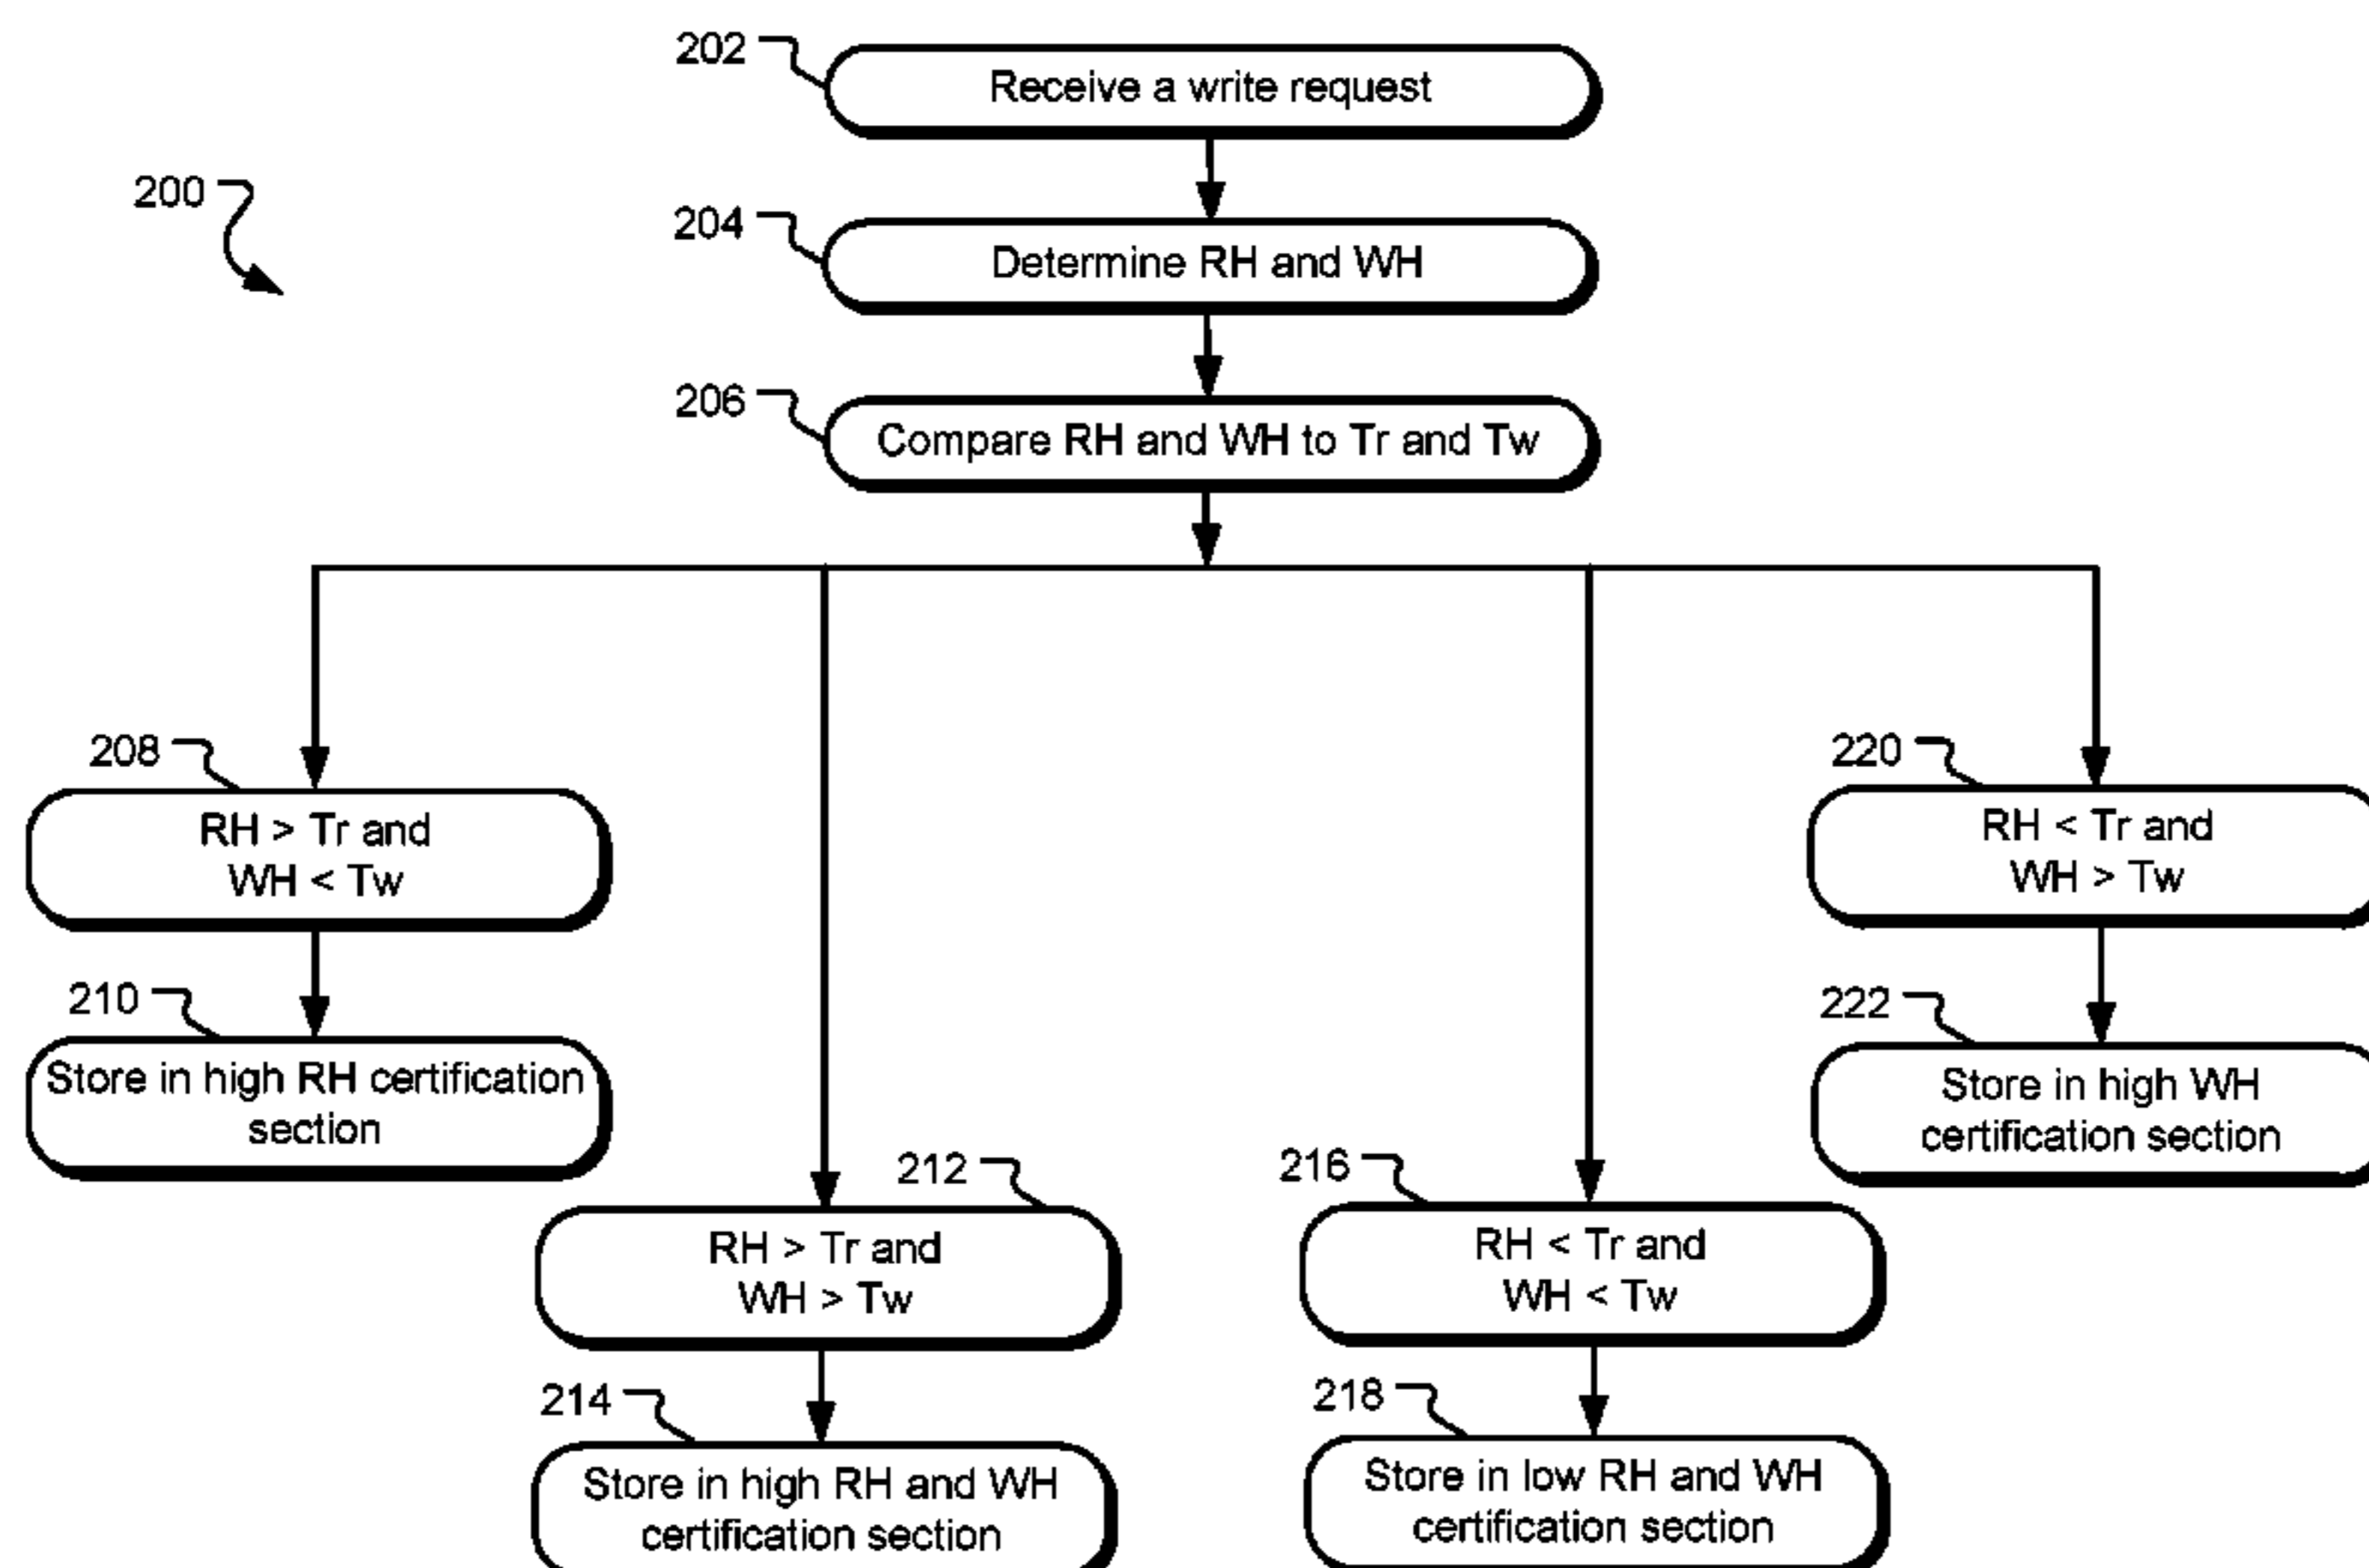 202
Receive a write request
200
204
Determine RH and WH
206
Compare RH and WH to Tr and Tw
208
RH > Tr and
WH < Tw
220
RH < Tr and
WH > Tw
210
Store in high RH certification
section
222
Store in high WH
certification section
212
RH > Tr and
WH > Tw
216
RH < Tr and
WH < Tw
214
Store in high RH and WH
certification section
218
Store in low RH and WH
certification section